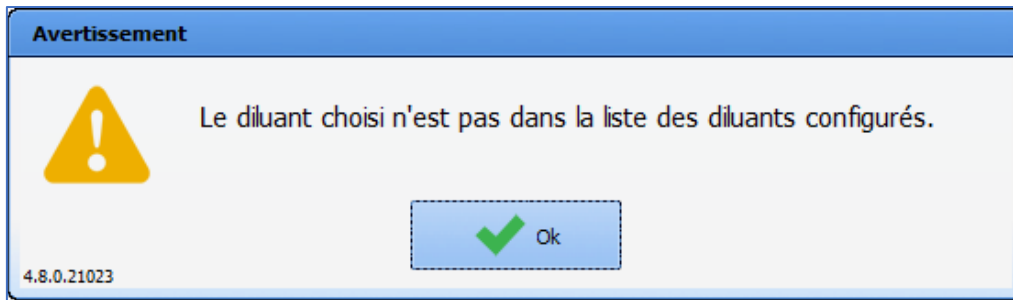 Avertissement
Le diluant choisi n'est pas dans la liste des diluants configurés.
Ok
4.8.0.21023